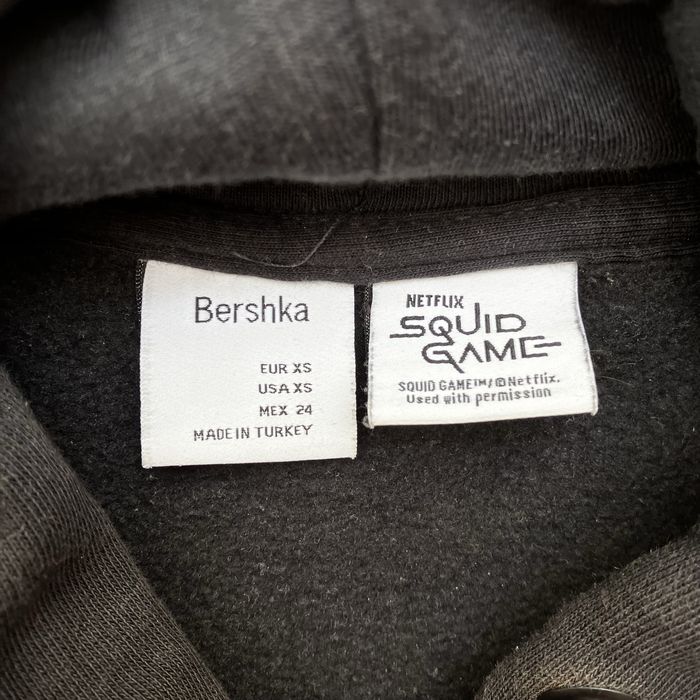 Bershka
EUR XS
USA XS
MEX 24
MADE IN TURKEY
NETFLIX
SQUID
GAME
SQUID GAME™/©Netflix.
Used with permission